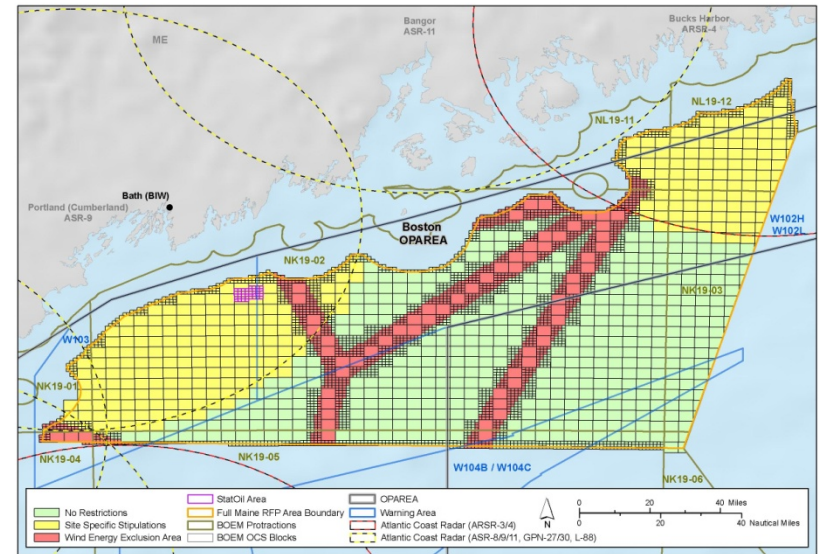 Bangor
ASR-11
Bucks Harbor
ARSR-4
ME
NL19-12
NL19-11
Bath (BIW)
Portland (Cumberland)
ASR-9
Boston
OPAREA
W102H
W102L
NK19-02
NK19-03
W103
NK19-01
NK19-04
NK19-05
W104B / W104C
NK19-06
No Restrictions
Site Specific Stipulations
Wind Energy Exclusion Area
StatOil Area
Full Maine RFP Area Boundary
BOEM Protractions
BOEM OCS Blocks
OPAREA
Warning Area
Atlantic Coast Radar (ARSR-3/4)
Atlantic Coast Radar (ASR-8/9/11, GPN-27/30, L-88)
N
0 20 40 Miles
0 20 40 Nautical Miles